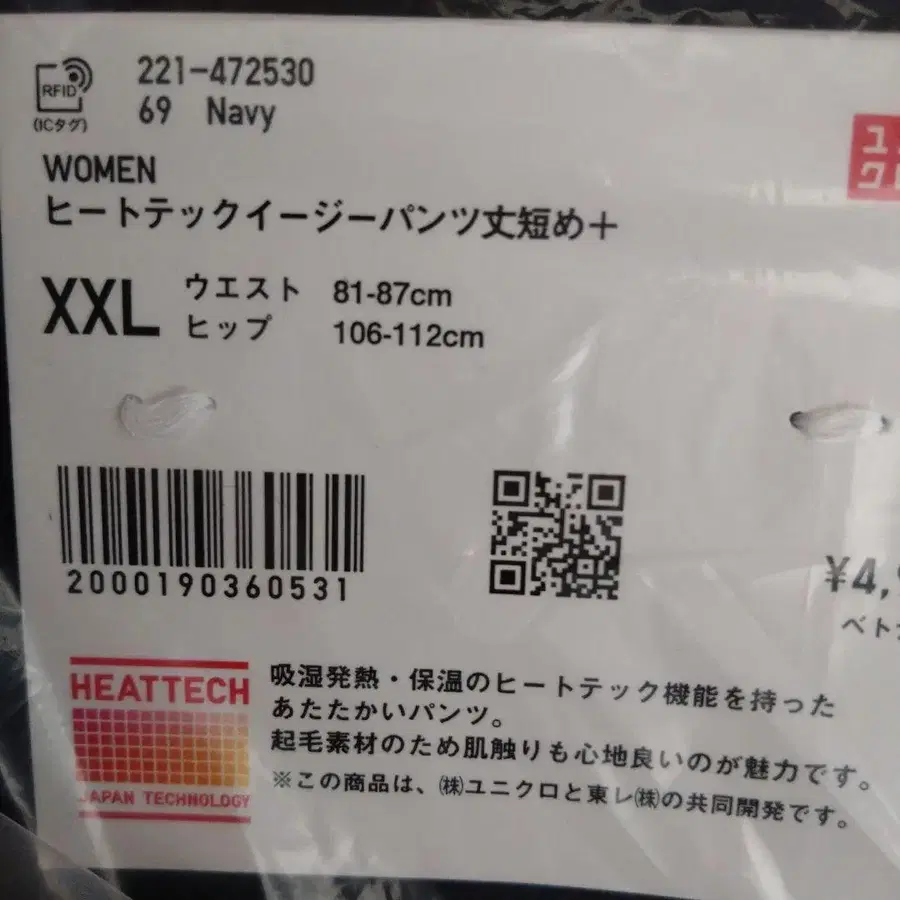 RFID
(ICタグ)
221-472530
69 Navy
WOMEN
ヒートテックイージーパンツ丈短め+
XXL
ウエスト 81-87cm
ヒップ 106-112cm
2000190360531
¥4,
ベト
HEATTECH
JAPAN TECHNOLOGY
吸湿発熱・保温のヒートテック機能を持った
あたたかいパンツ。
起毛素材のため肌触りも心地良いのが魅力です。
※この商品は、㈱ユニクロと東レ㈱の共同開発です。